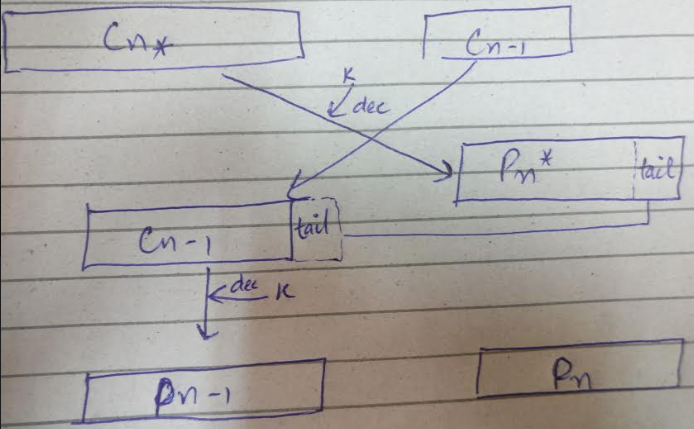 Cn* Cn-1
K
dec
Pn* tail
Cn-1 tail
dec K
Pn-1 Pn